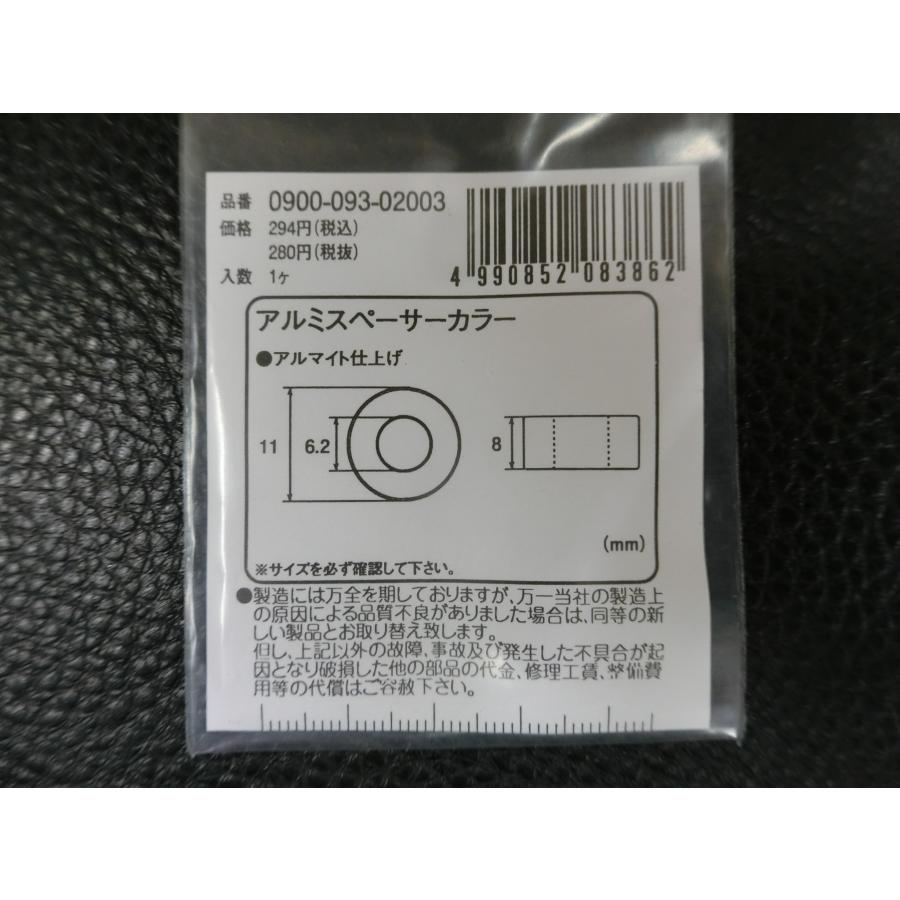 品番 0900-093-02003
価格 294円(税込)
280円(税抜)
入数 1ヶ
4 990852 083862
アルミスペーサーカラー
●アルマイト仕上げ
11 6.2 8
(mm)
※サイズを必ず確認して下さい。
●製造には万全を期しておりますが、万一当社の製造上
の原因による品質不良がありました場合は、同等の新
しい製品とお取り替え致します。
但し、上記以外の故障、事故及び発生した不具合が起
因となり破損した他の部品の代金、修理工賃、整備費
用等の代償はご容赦下さい。